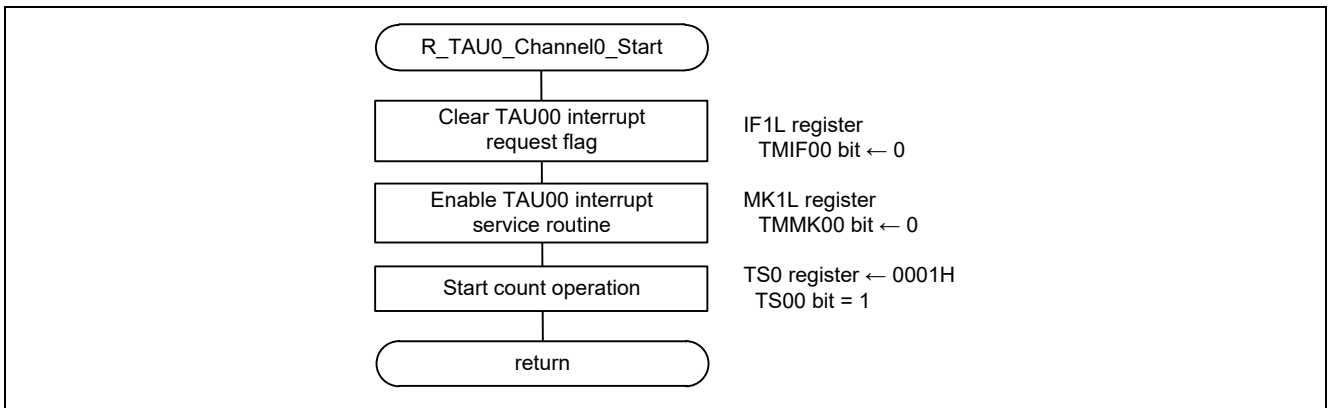 R_TAU0_Channel0_Start
Clear TAU00 interrupt
request flag
IF1L register
TMIF00 bit ← 0
Enable TAU00 interrupt
service routine
MK1L register
TMMK00 bit ← 0
Start count operation
TS0 register ← 0001H
TS00 bit = 1
return